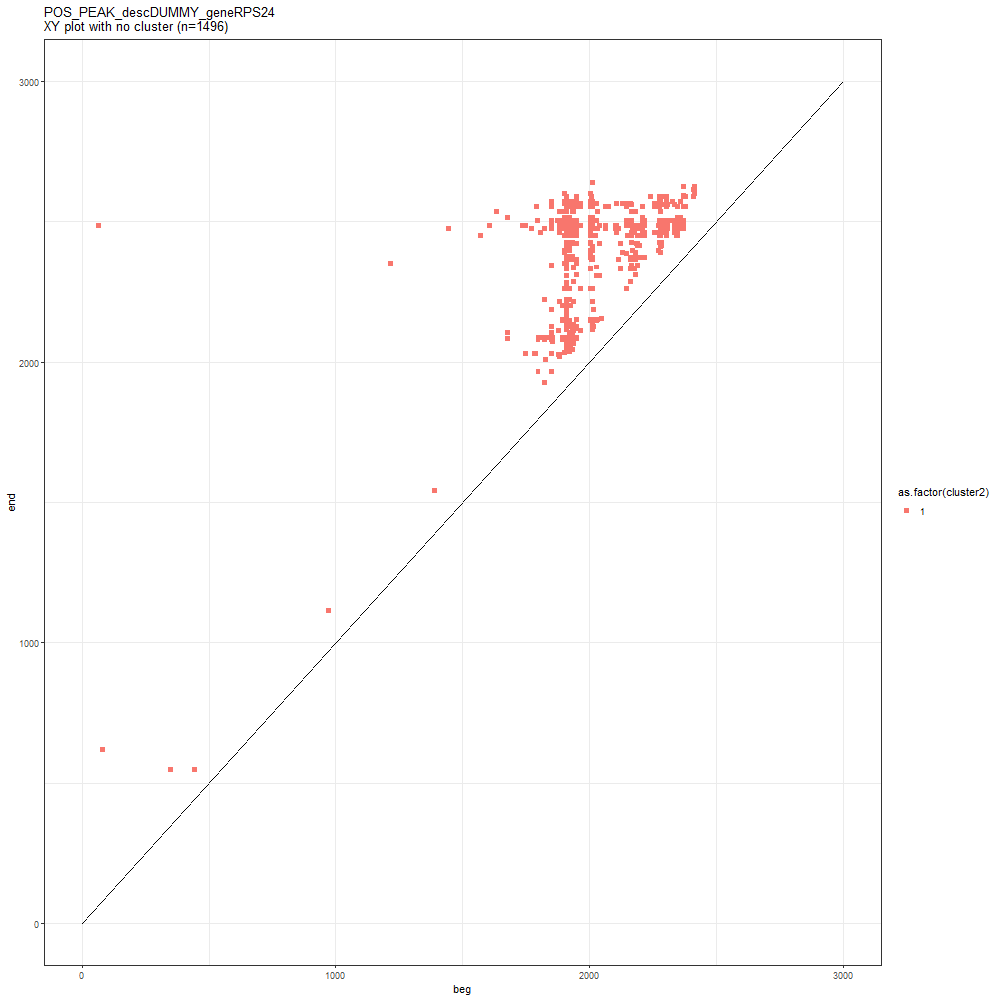 POS_PEAK_descDUMMY_geneRPS24
XY plot with no cluster (n=1496)
3000
2000
1000
0
end
0
1000
2000
3000
beg
as.factor(cluster2)
1